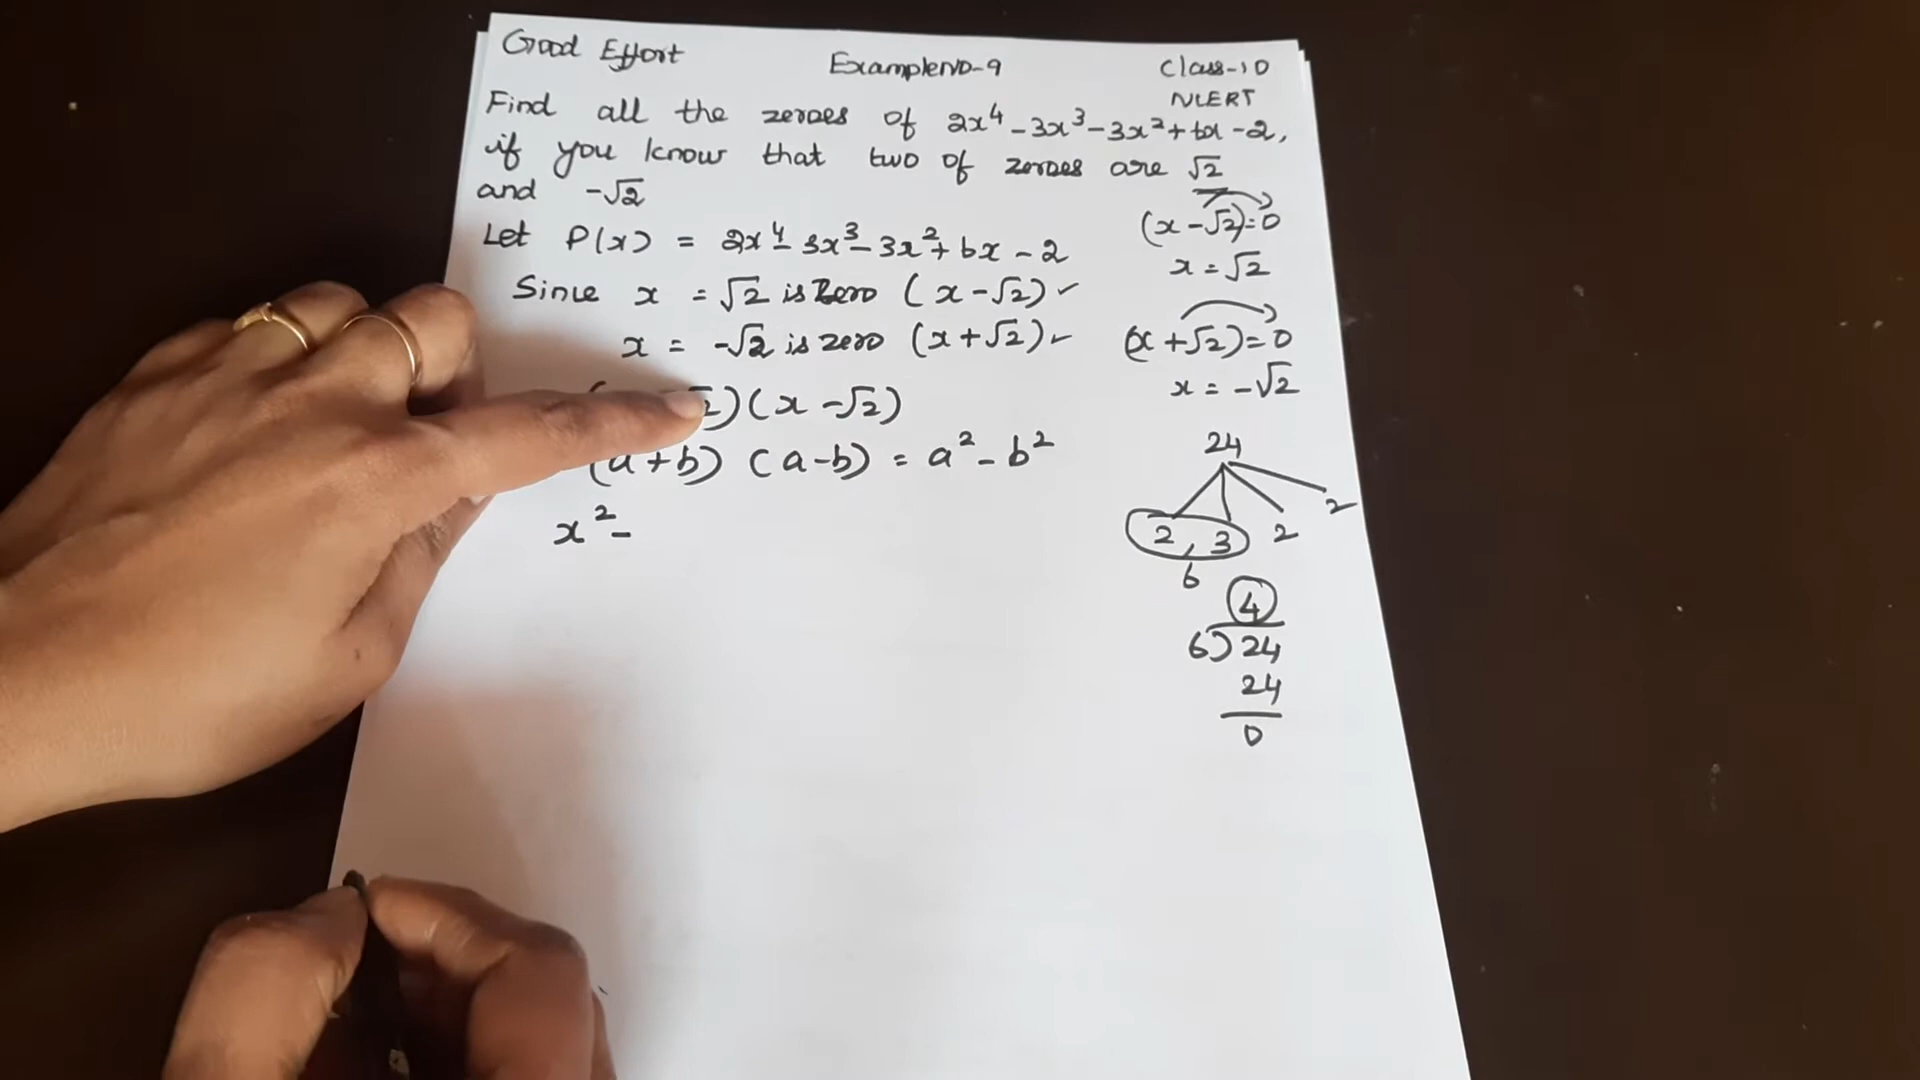 Good Effort
Example NO-9
Class-10
NCERT
Find all the zeroes of 2x⁴-3x³-3x²+6x-2,
if you know that two of zeroes are √2
and -√2
Let P(x) = 2x⁴-3x³-3x²+6x-2
Since x = √2 is zero (x-√2) ✓
x = -√2 is zero (x+√2) ✓
2)(x-√2)
(a+b) (a-b) = a²-b²
x²-
(x-√2)=0
x=√2
(x+√2)=0
x=-√2
24
2, 3 2 2
6
4
6)24
24
0